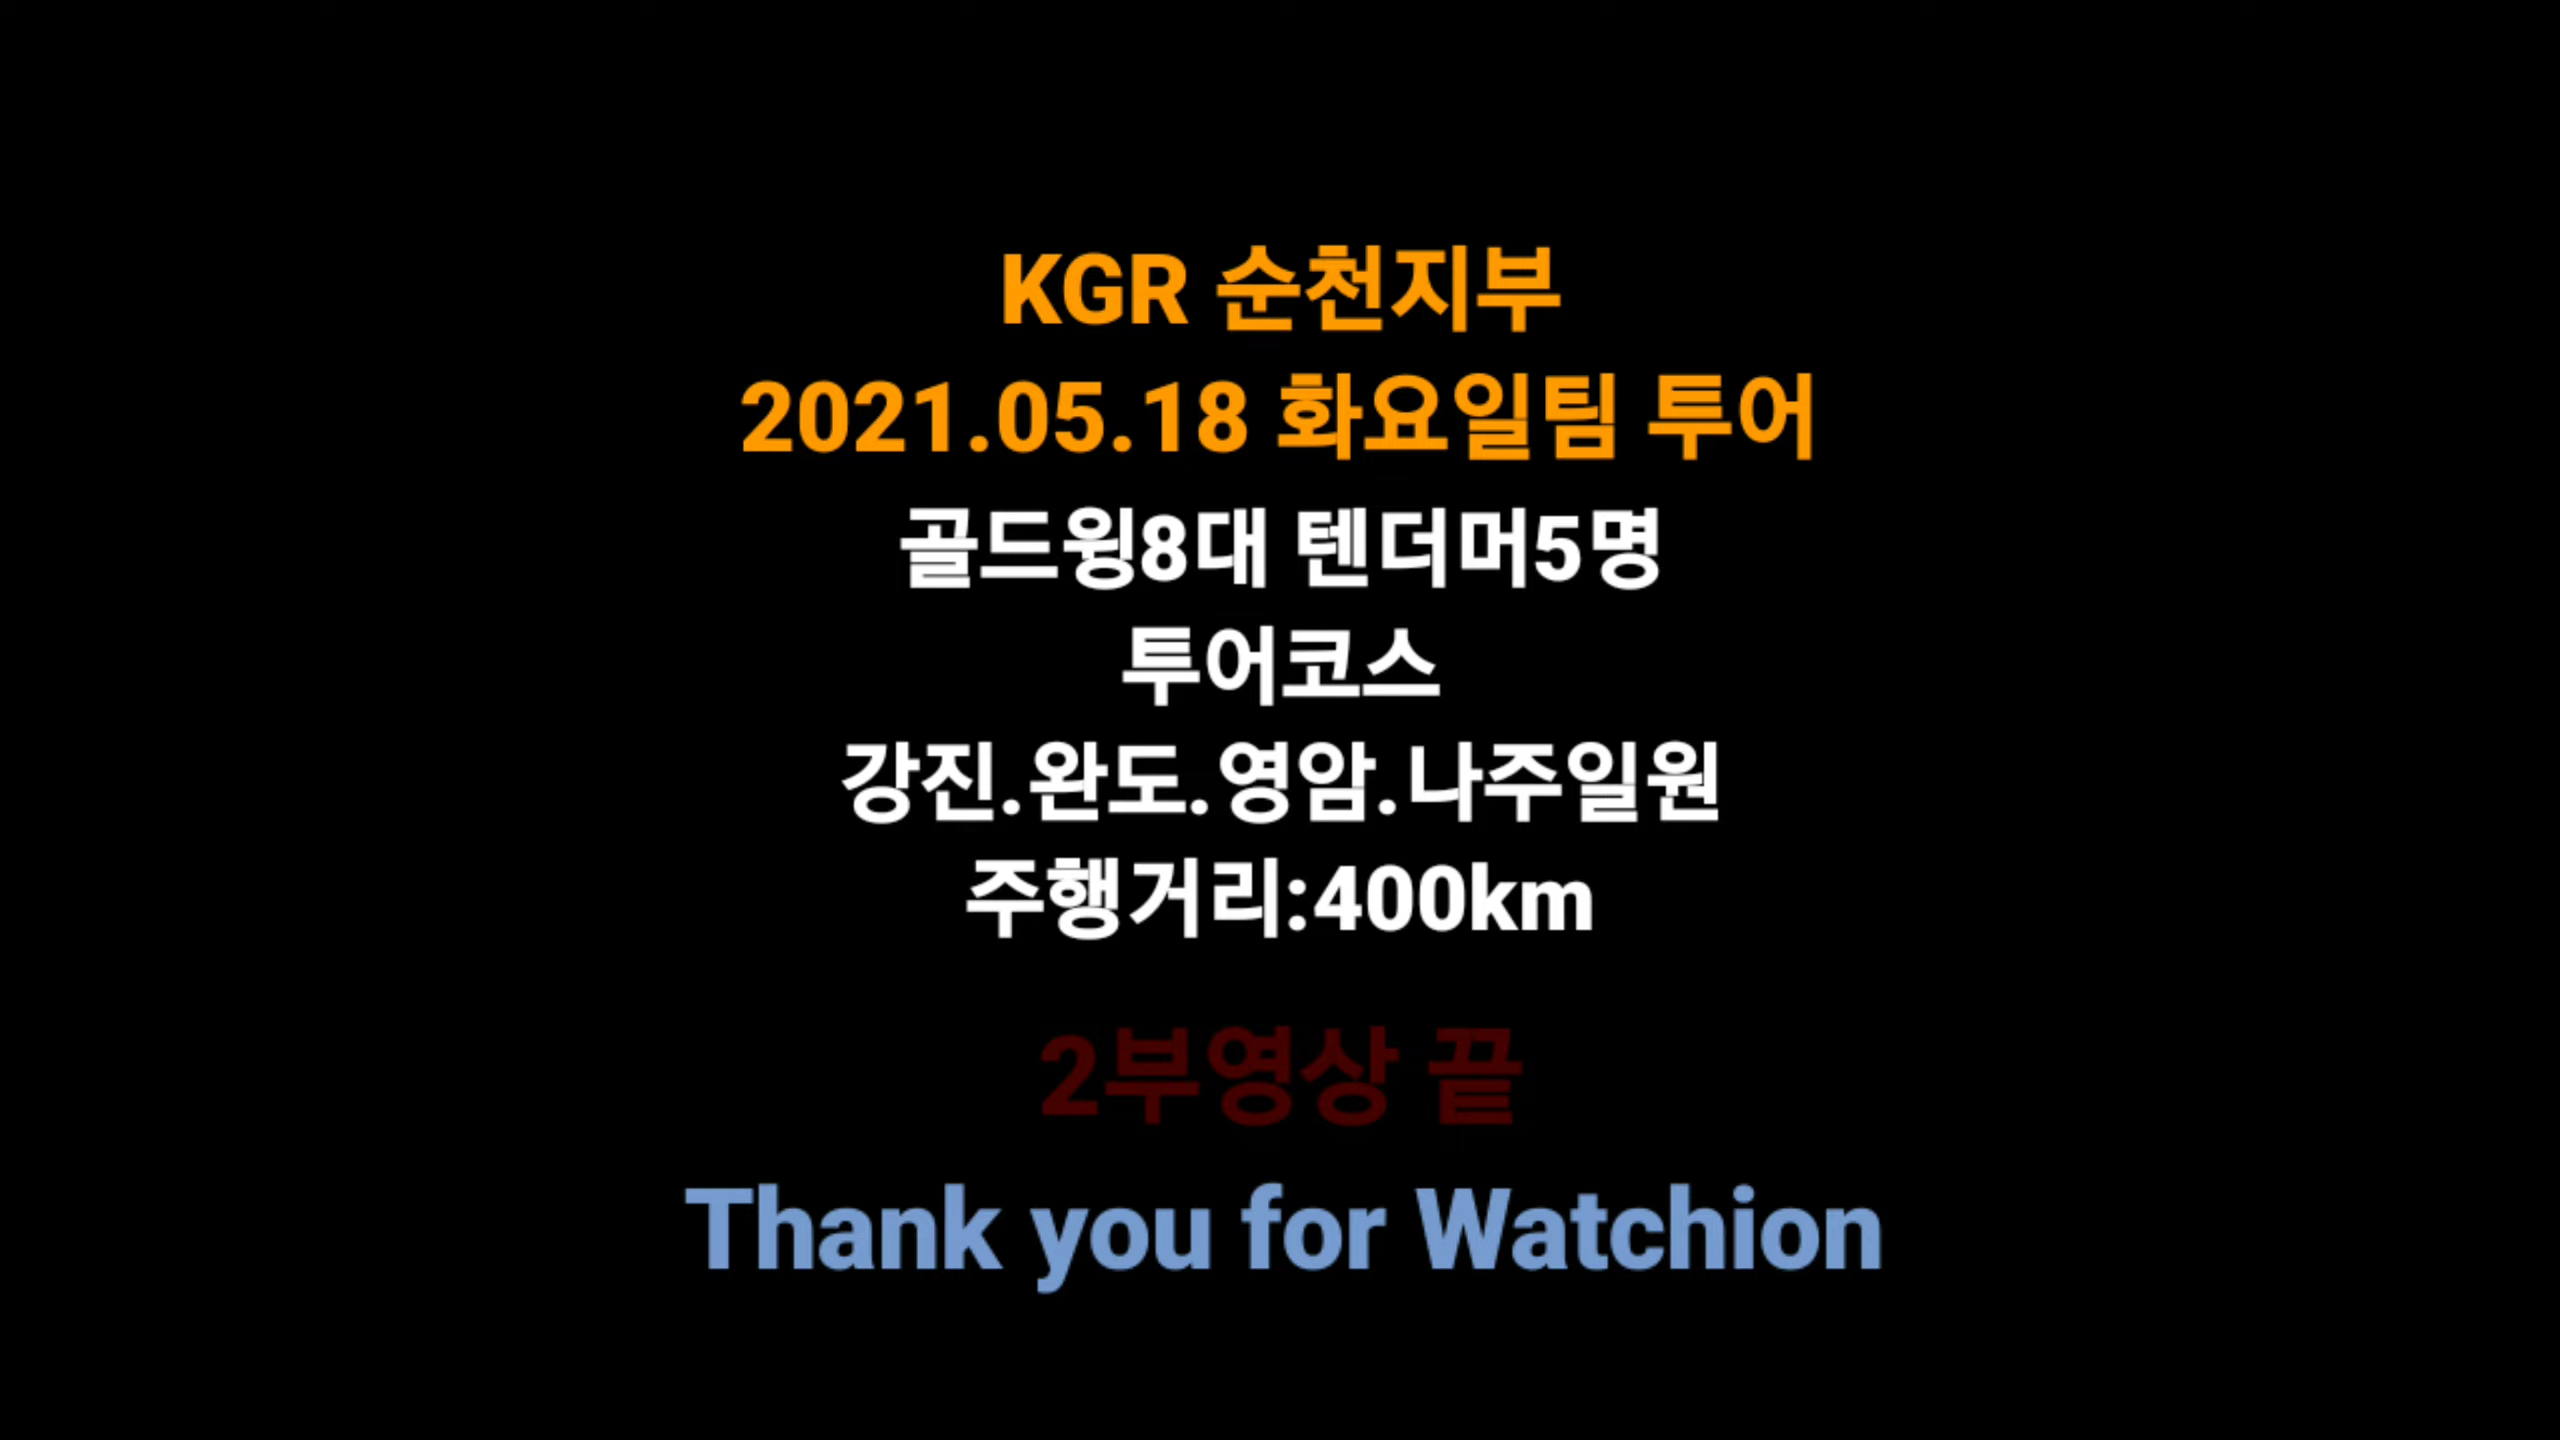 KGR 순천지부
2021.05.18 화요일팀 투어
골드윙8대 텐더머5명
투어코스
강진.완도.영암.나주일원
주행거리:400km
2부영상 끝
Thank you for Watchion